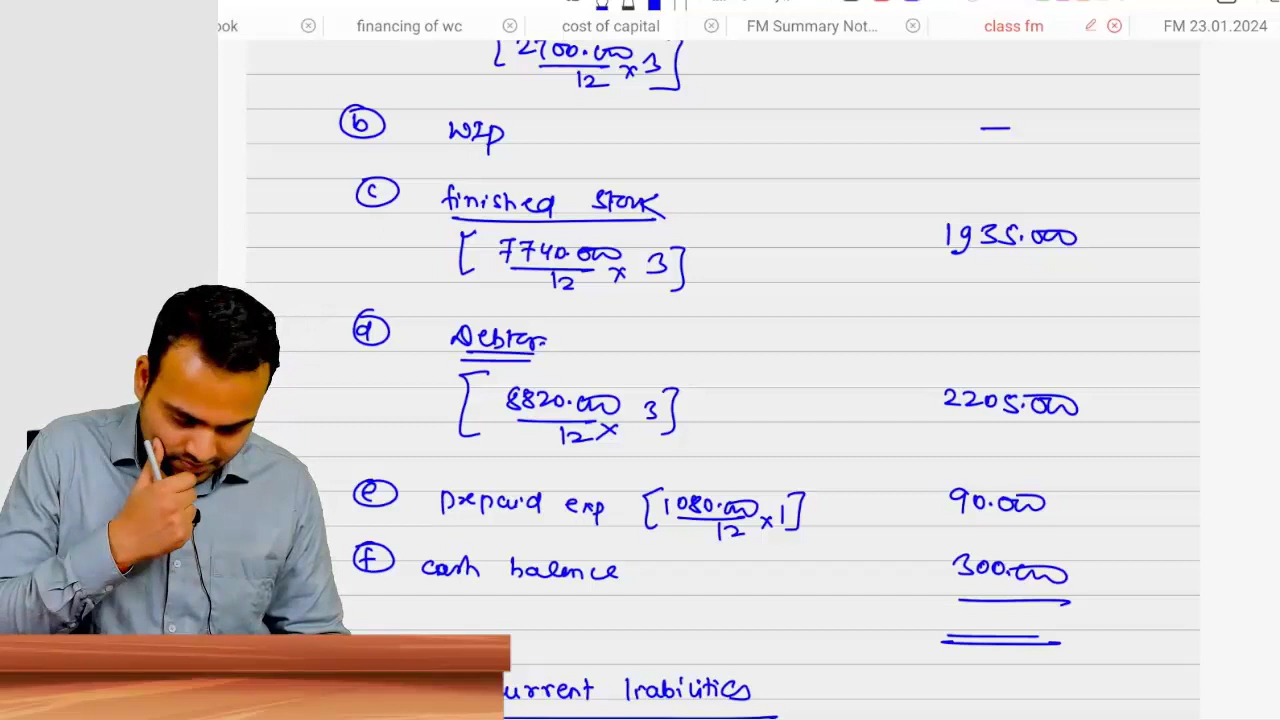 ook financing of wc cost of capital FM Summary Not... class fm FM 23.01.2024
[2700.000/12 x 3]
(b) WIP —
(c) finished stock
[7740.000/12 x 3] 1935.000
(d) Debtor
[8820.000/12 x 3] 2205.000
(e) prepaid exp [1080.000/12 x 1] 90.000
(f) cash balance 300.000
urrent liabilities